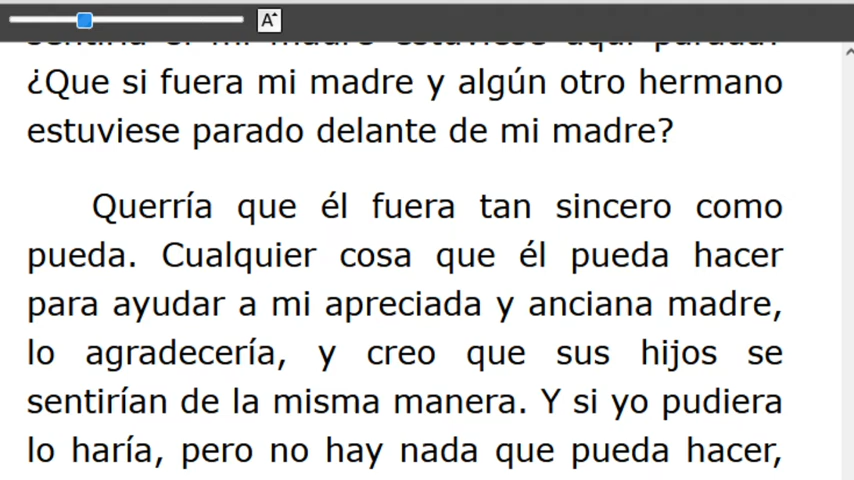 A
¿Que si fuera mi madre y algún otro hermano
estuviese parado delante de mi madre?
Querría que él fuera tan sincero como
pueda. Cualquier cosa que él pueda hacer
para ayudar a mi apreciada y anciana madre,
lo agradecería, y creo que sus hijos se
sentirían de la misma manera. Y si yo pudiera
lo haría, pero no hay nada que pueda hacer,